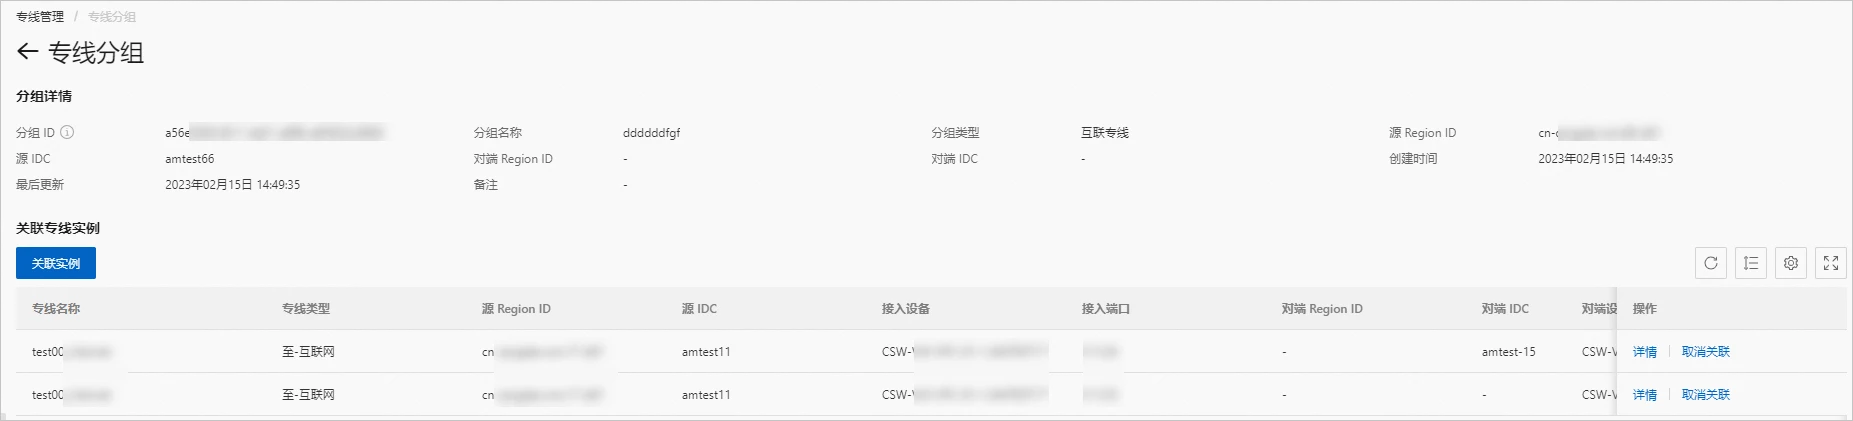 专线管理 / 专线分组
专线分组
分组详情
分组 ID a56e 分组名称 ddddddfgf 分组类型 互联专线 源 Region ID cn-
源 IDC amtest66 对端 Region ID - 对端 IDC - 创建时间 2023年02月15日 14:49:35
最后更新 2023年02月15日 14:49:35 备注 -
关联专线实例
关联实例
专线名称 专线类型 源 Region ID 源 IDC 接入设备 接入端口 对端 Region ID 对端 IDC 对端设 操作
test00 至-互联网 cn amtest11 CSW-V - amtest-15 CSW-V 详情 取消关联
test00 至-互联网 cn amtest11 CSW-V - - CSW-V 详情 取消关联